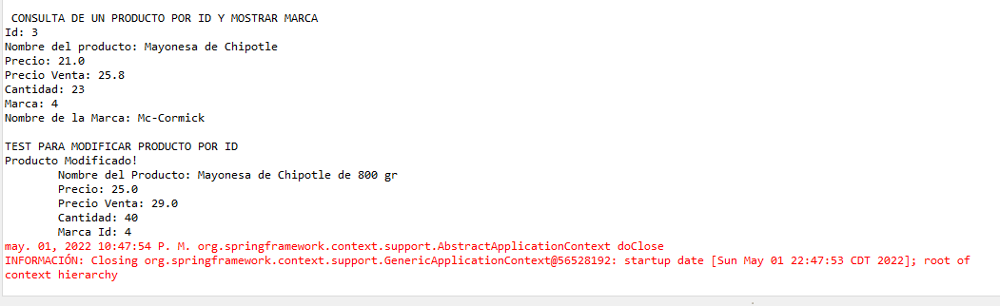 CONSULTA DE UN PRODUCTO POR ID Y MOSTRAR MARCA
Id: 3
Nombre del producto: Mayonesa de Chipotle
Precio: 21.0
Precio Venta: 25.8
Cantidad: 23
Marca: 4
Nombre de la Marca: Mc-Cormick
TEST PARA MODIFICAR PRODUCTO POR ID
Producto Modificado!
Nombre del Producto: Mayonesa de Chipotle de 800 gr
Precio: 25.0
Precio Venta: 29.0
Cantidad: 40
Marca Id: 4
may. 01, 2022 10:47:54 P. M. org.springframework.context.support.AbstractApplicationContext doClose
INFORMACIÓN: Closing org.springframework.context.support.GenericApplicationContext@56528192: startup date [Sun May 01 22:47:53 CDT 2022]; root of
context hierarchy